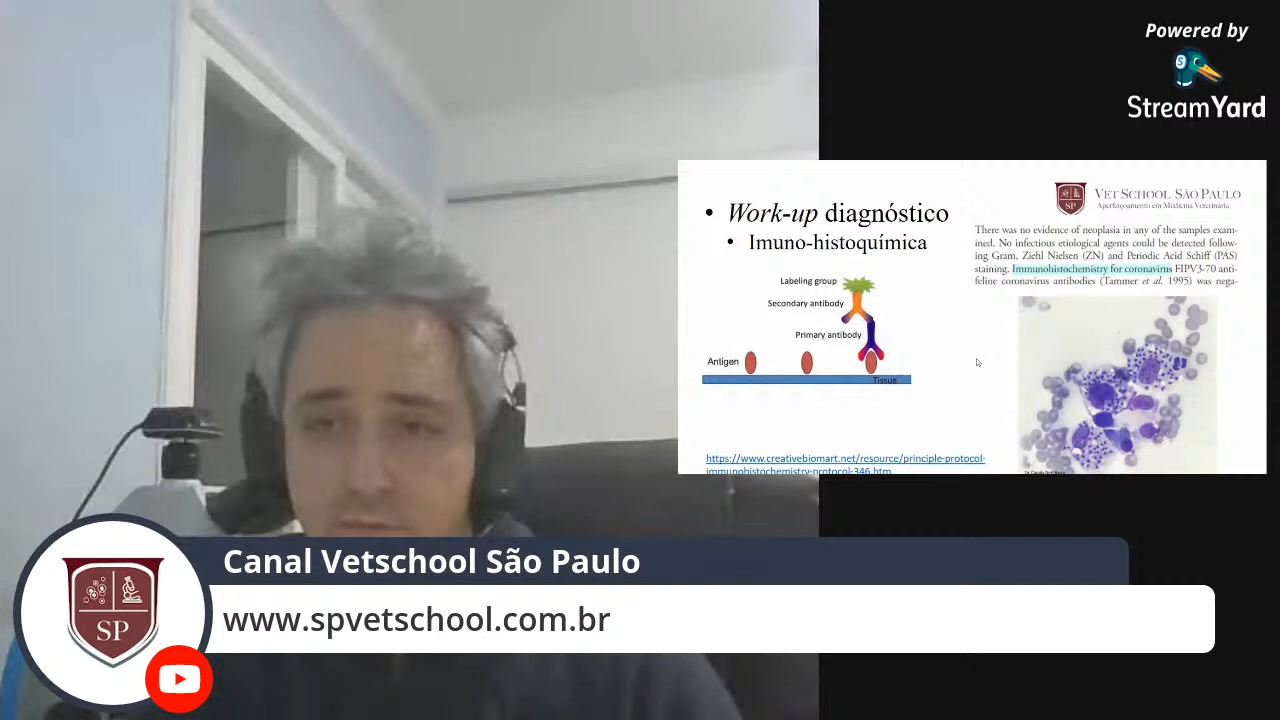 Powered by
StreamYard
• Work-up diagnóstico
• Imuno-histoquímica
Labeling group
Secondary antibody
Primary antibody
Antigen
Tissue
https://www.creativebiomart.net/resource/principle-protocol-
immunohistochemistry-protocol-346.htm
SP
VET SCHOOL SÃO PAULO
Aperfeiçoamento em Medicina Veterinária
There was no evidence of neoplasia in any of the samples exam-
ined. No infectious etiological agents could be detected follow-
ing Gram, Ziehl Nielsen (ZN) and Periodic Acid Schiff (PAS)
staining. Immunohistochemistry for coronavirus FIPV3-70 anti-
feline coronavirus antibodies (Tammer et al. 1995) was nega-
Canal Vetschool São Paulo
www.spvetschool.com.br
SP